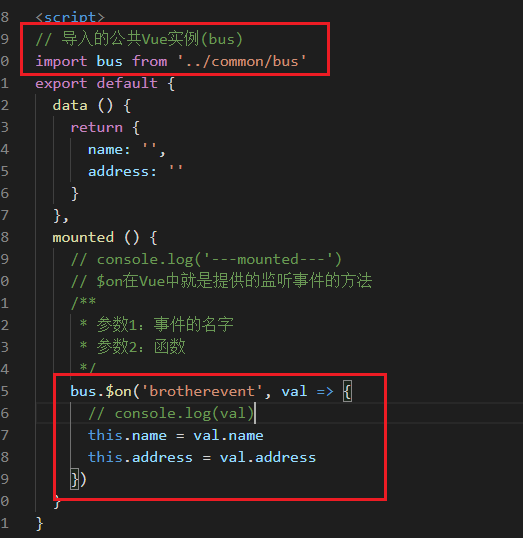 8 <script>
9 // 导入的公共Vue实例(bus)
0 import bus from '../common/bus'
1 export default {
2 data () {
3 return {
4 name: '',
5 address: ''
6 }
7 },
8 mounted () {
9 // console.log('---mounted---')
0 // $on在Vue中就是提供的监听事件的方法
1 /**
2 * 参数1: 事件的名字
3 * 参数2: 函数
4 */
5 bus.$on('brotherevent', val => {
6 // console.log(val)
7 this.name = val.name
8 this.address = val.address
9 })
0 }
1 }